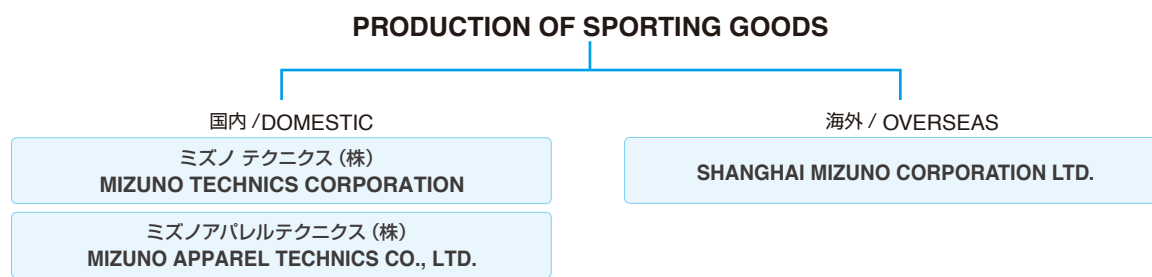 PRODUCTION OF SPORTING GOODS
国内 /DOMESTIC
ミズノ テクニクス（株）
MIZUNO TECHNICS CORPORATION
ミズノアパレルテクニクス（株）
MIZUNO APPAREL TECHNICS CO., LTD.
海外 / OVERSEAS
SHANGHAI MIZUNO CORPORATION LTD.